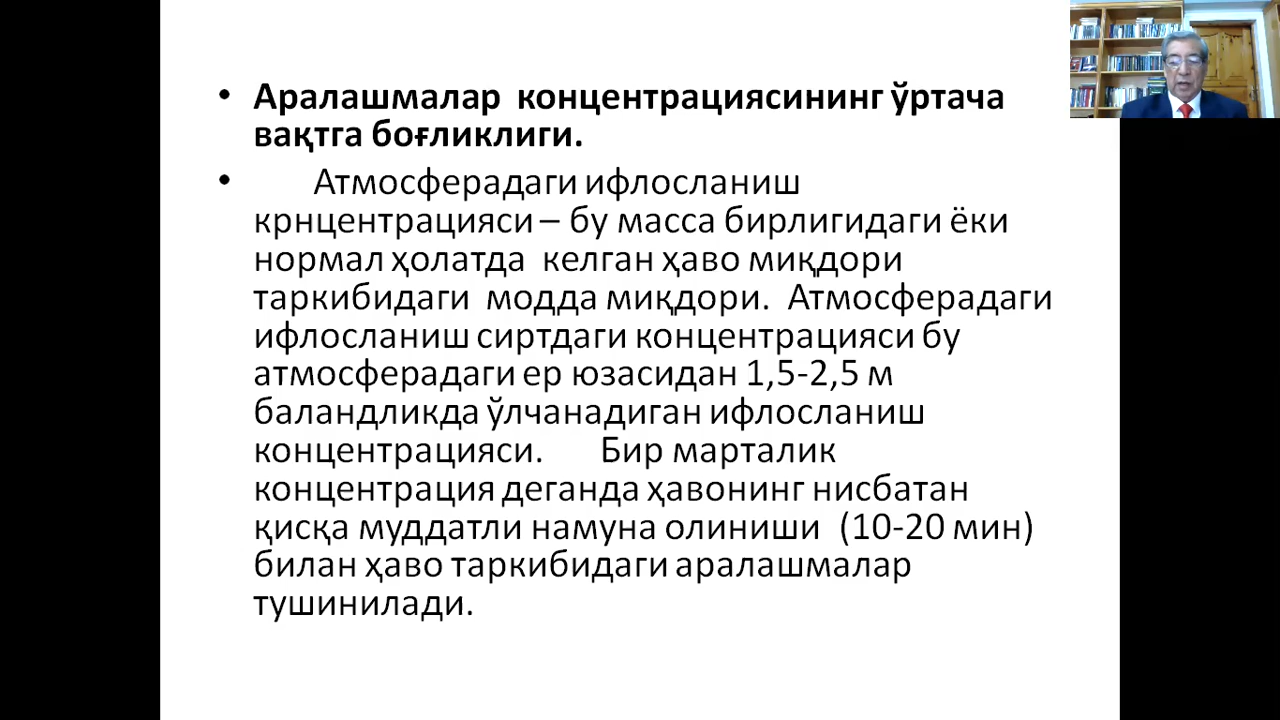 • Аралашмалар концентрациясининг ўртача
вақтга боғликлиги.
• Атмосферадаги ифлосланиш
крнцентрацияси – бу масса бирлигидаги ёки
нормал ҳолатда келган ҳаво миқдори
таркибидаги модда миқдори. Атмосферадаги
ифлосланиш сиртдаги концентрацияси бу
атмосферадаги ер юзасидан 1,5-2,5 м
баландликда ўлчанадиган ифлосланиш
концентрацияси. Бир марталик
концентрация деганда ҳавонинг нисбатан
қисқа муддатли намуна олиниши (10-20 мин)
билан ҳаво таркибидаги аралашмалар
тушинилади.